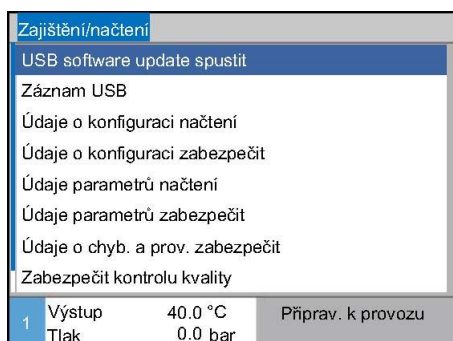 Zajištění/načtení
USB software update spustit
Záznam USB
Údaje o konfiguraci načtení
Údaje o konfiguraci zabezpečit
Údaje parametrů načtení
Údaje parametrů zabezpečit
Údaje o chyb. a prov. zabezpečit
Zabezpečit kontrolu kvality
1 Výstup 40.0 °C Připrav. k provozu
Tlak 0.0 bar